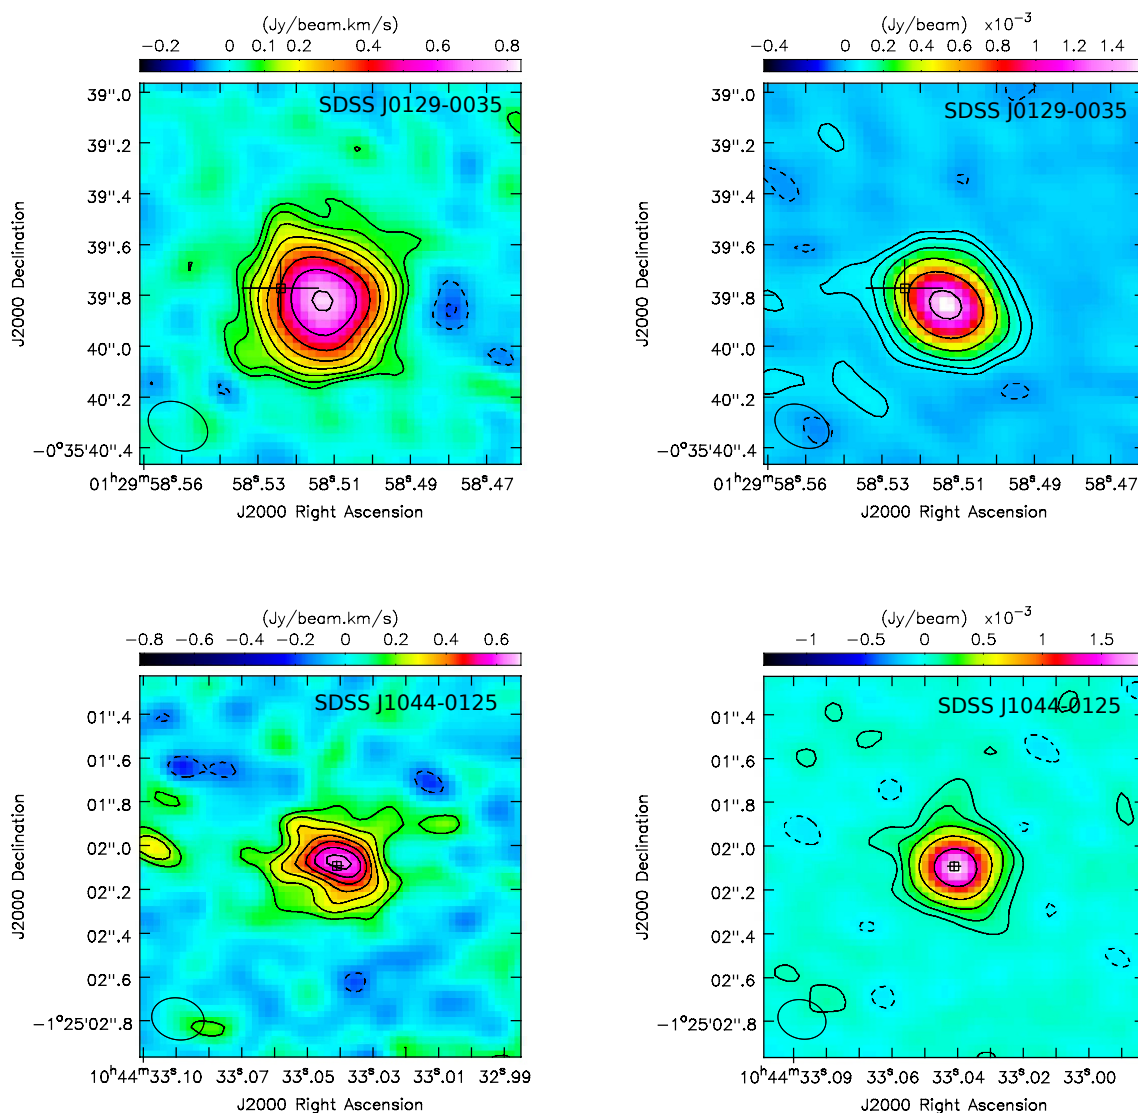 (Jy/beam.km/s)
−0.2 0 0.1 0.2 0.4 0.6 0.8
SDSS J0129-0035
39".0
39".2
39".4
39".6
39".8
40".0
40".2
−0°35'40".4
J2000 Declination
01ʰ29ᵐ58ˢ.56 58ˢ.53 58ˢ.51 58ˢ.49 58ˢ.47
J2000 Right Ascension
(Jy/beam) ×10⁻³
−0.4 0 0.2 0.4 0.6 0.8 1 1.2 1.4
SDSS J0129-0035
39".0
39".2
39".4
39".6
39".8
40".0
40".2
−0°35'40".4
J2000 Declination
01ʰ29ᵐ58ˢ.56 58ˢ.53 58ˢ.51 58ˢ.49 58ˢ.47
J2000 Right Ascension
(Jy/beam.km/s)
−0.8 −0.6 −0.4 −0.2 0 0.2 0.4 0.6
SDSS J1044-0125
01".4
01".6
01".8
02".0
02".2
02".4
02".6
−1°25'02".8
J2000 Declination
10ʰ44ᵐ33ˢ.10 33ˢ.07 33ˢ.05 33ˢ.03 32ˢ.99
J2000 Right Ascension
(Jy/beam) ×10⁻³
−1 −0.5 0 0.5 1 1.5
SDSS J1044-0125
01".4
01".6
01".8
02".0
02".2
02".4
02".6
−1°25'02".8
J2000 Declination
10ʰ44ᵐ33ˢ.09 33ˢ.06 33ˢ.04 33ˢ.02 33ˢ.00
J2000 Right Ascension